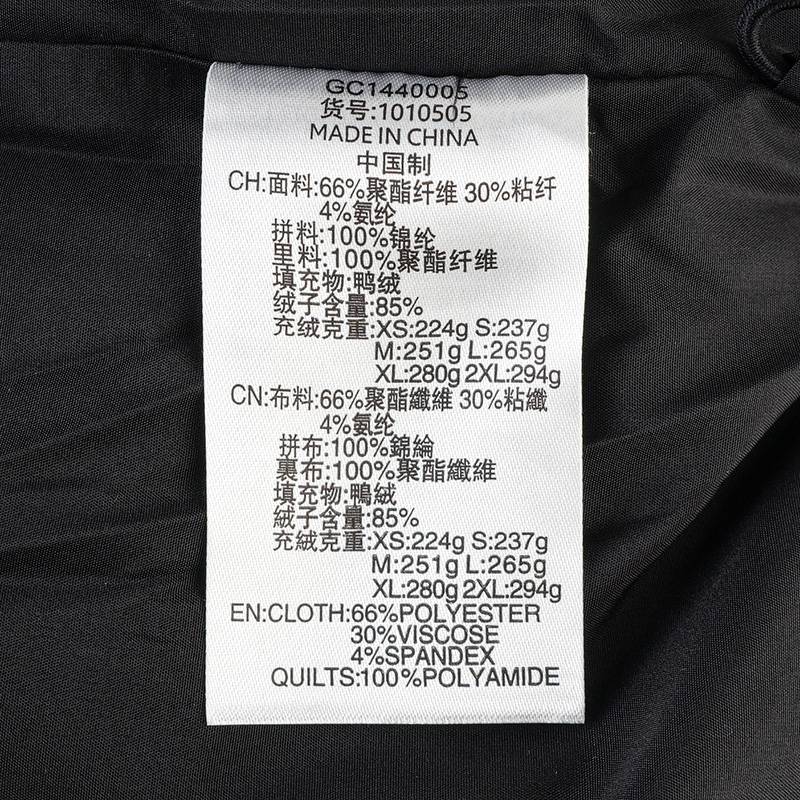 GC1440005
货号:1010505
MADE IN CHINA
中国制
CH:面料:66%聚酯纤维 30%粘纤
4%氨纶
拼料:100%锦纶
里料:100%聚酯纤维
填充物:鸭绒
绒子含量:85%
充绒克重:XS:224g S:237g
M:251g L:265g
XL:280g 2XL:294g
CN:布料:66%聚酯纖維 30%粘纖
4%氨纶
拼布:100%錦綸
裏布:100%聚酯纖維
填充物:鴨絨
絨子含量:85%
充絨克重:XS:224g S:237g
M:251g L:265g
XL:280g 2XL:294g
EN:CLOTH:66%POLYESTER
30%VISCOSE
4%SPANDEX
QUILTS:100%POLYAMIDE